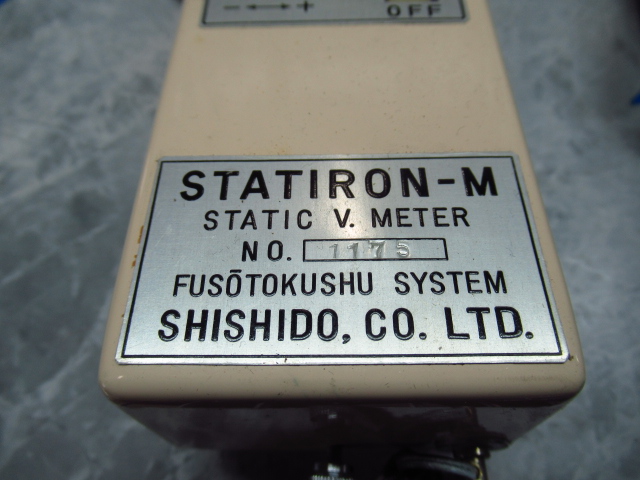 - ↔ +
OFF
STATIRON-M
STATIC V. METER
NO. 1175
FUSŌTOKUSHU SYSTEM
SHISHIDO, CO. LTD.